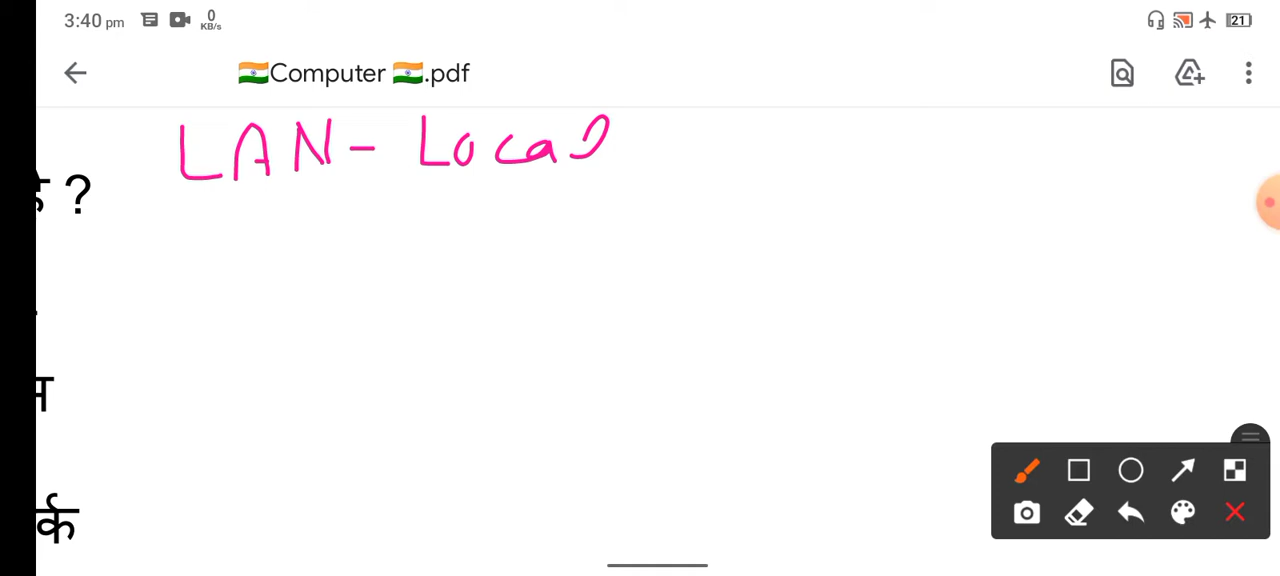 3:40 pm 0 KB/s 21
🇮🇳Computer 🇮🇳.pdf
LAN - Local
है ?
र्क